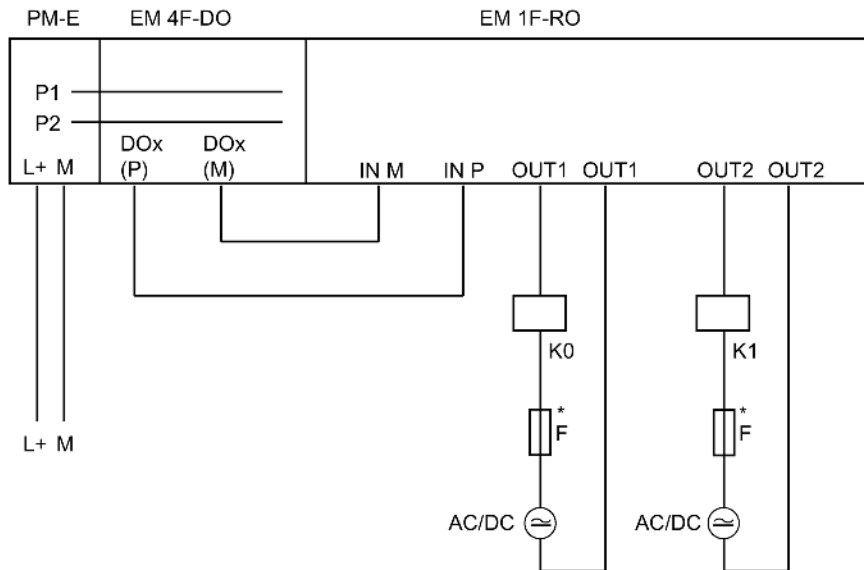 PM-E EM 4F-DO EM 1F-RO
P1
P2
DOx DOx
L+ M (P) (M) IN M IN P OUT1 OUT1 OUT2 OUT2
K0 K1
* *
F F
L+ M
AC/DC AC/DC